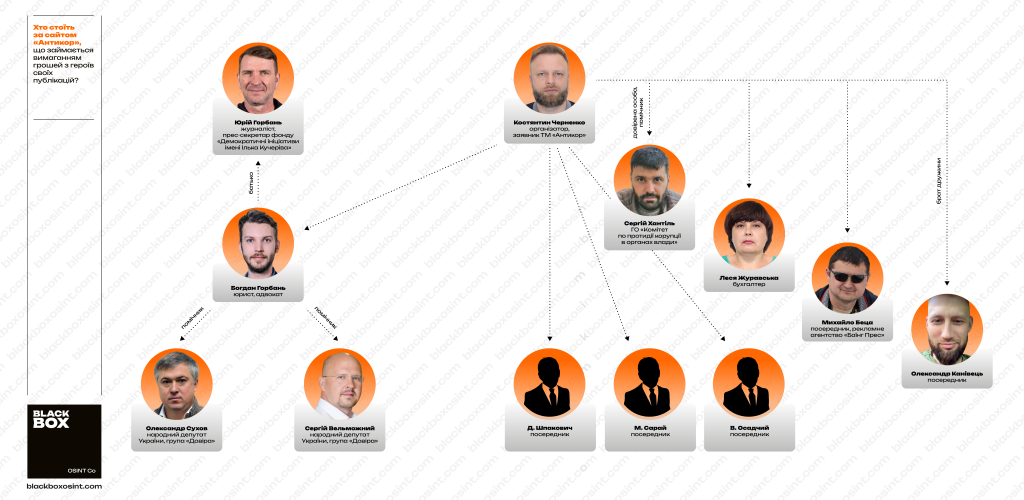 Хто стоїть
за сайтом
«Антикор»,
що займається
вимаганням
грошей з героїв
своїх
публікацій?
Юрій Горбань
журналіст,
прес-секретар фонду
«Демократичні ініціативи
імені Ілька Кучеріва»
Костянтин Черненко
організатор,
заявник ТМ «Антикор»
довірена особа,
помічник
батько
Сергій Хантіль
ГО «Комітет
по протидії корупції
в органах влади»
брат дружини
Леся Журавська
бухгалтер
Богдан Горбань
юрист, адвокат
Михайло Беца
посередник, рекламне
агентство «Баїнг Прес»
помічник
помічник
Олександр Канівець
посередник
Олександр Сухов
народний депутат
України, група «Довіра»
Сергій Вельможний
народний депутат
України, група «Довіра»
Д. Шпакович
посередник
М. Сарай
посередник
В. Осадчий
посередник
BLACK
BOX
OSINT Co
blackboxosint.com